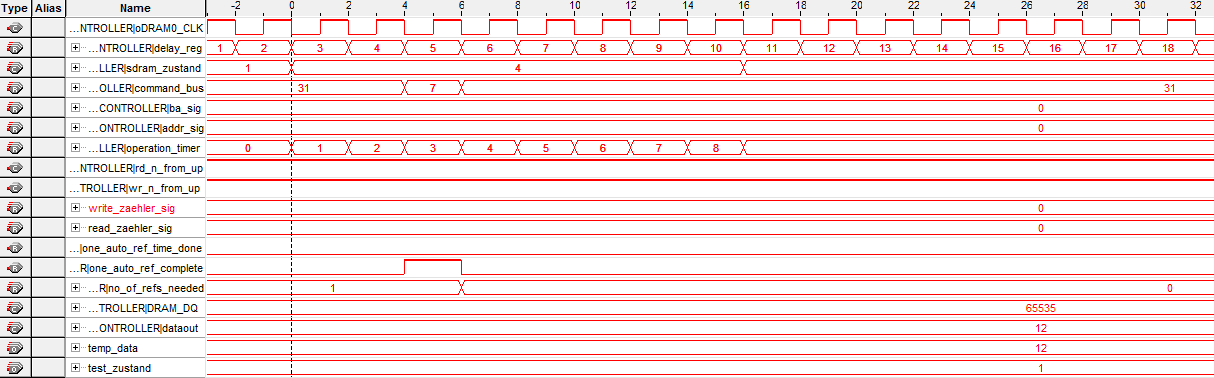 Type Alias Name -2 0 2 4 6 8 10 12 14 16 18 20 22 24 26 28 30 32
...NTROLLER|oDRAM0_CLK
...NTROLLER|delay_reg 1 2 3 4 5 6 7 8 9 10 11 12 13 14 15 16 17 18
...LLER|sdram_zustand 1 4
...OLLER|command_bus 31 7 31
...CONTROLLER|ba_sig 0
...ONTROLLER|addr_sig 0
...LLER|operation_timer 0 1 2 3 4 5 6 7 8
...NTROLLER|rd_n_from_up
...TROLLER|wr_n_from_up
write_zaehler_sig 0
read_zaehler_sig 0
...|one_auto_ref_time_done
...R|one_auto_ref_complete
...R|no_of_refs_needed 1 0
...TROLLER|DRAM_DQ 65535
...ONTROLLER|dataout 12
temp_data 12
test_zustand 1